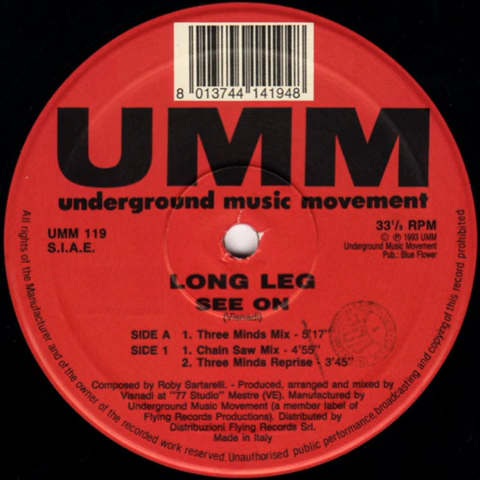 8 013744 141948
UMM
underground music movement
UMM 119
S.I.A.E.
33⅓ RPM
© ℗ 1993 UMM
Underground Music Movement
Pub.: Blue Flower
LONG LEG
SEE ON
(Visnadi)
SIDE A 1. Three Minds Mix - 5'17"
SIDE 1 1. Chain Saw Mix - 4'55"
2. Three Minds Reprise - 3'45"
Composed by Roby Sartarelli. - Produced, arranged and mixed by
Visnadi at "77 Studio" Mestre (VE). Manufactured by
Underground Music Movement (a member label of
Flying Records Productions). Distributed by
Distribuzioni Flying Records Srl.
Made in Italy
All rights of the Manufacturer and of the owner of the recorded work reserved. Unauthorised public performance, broadcasting and copying of this record prohibited